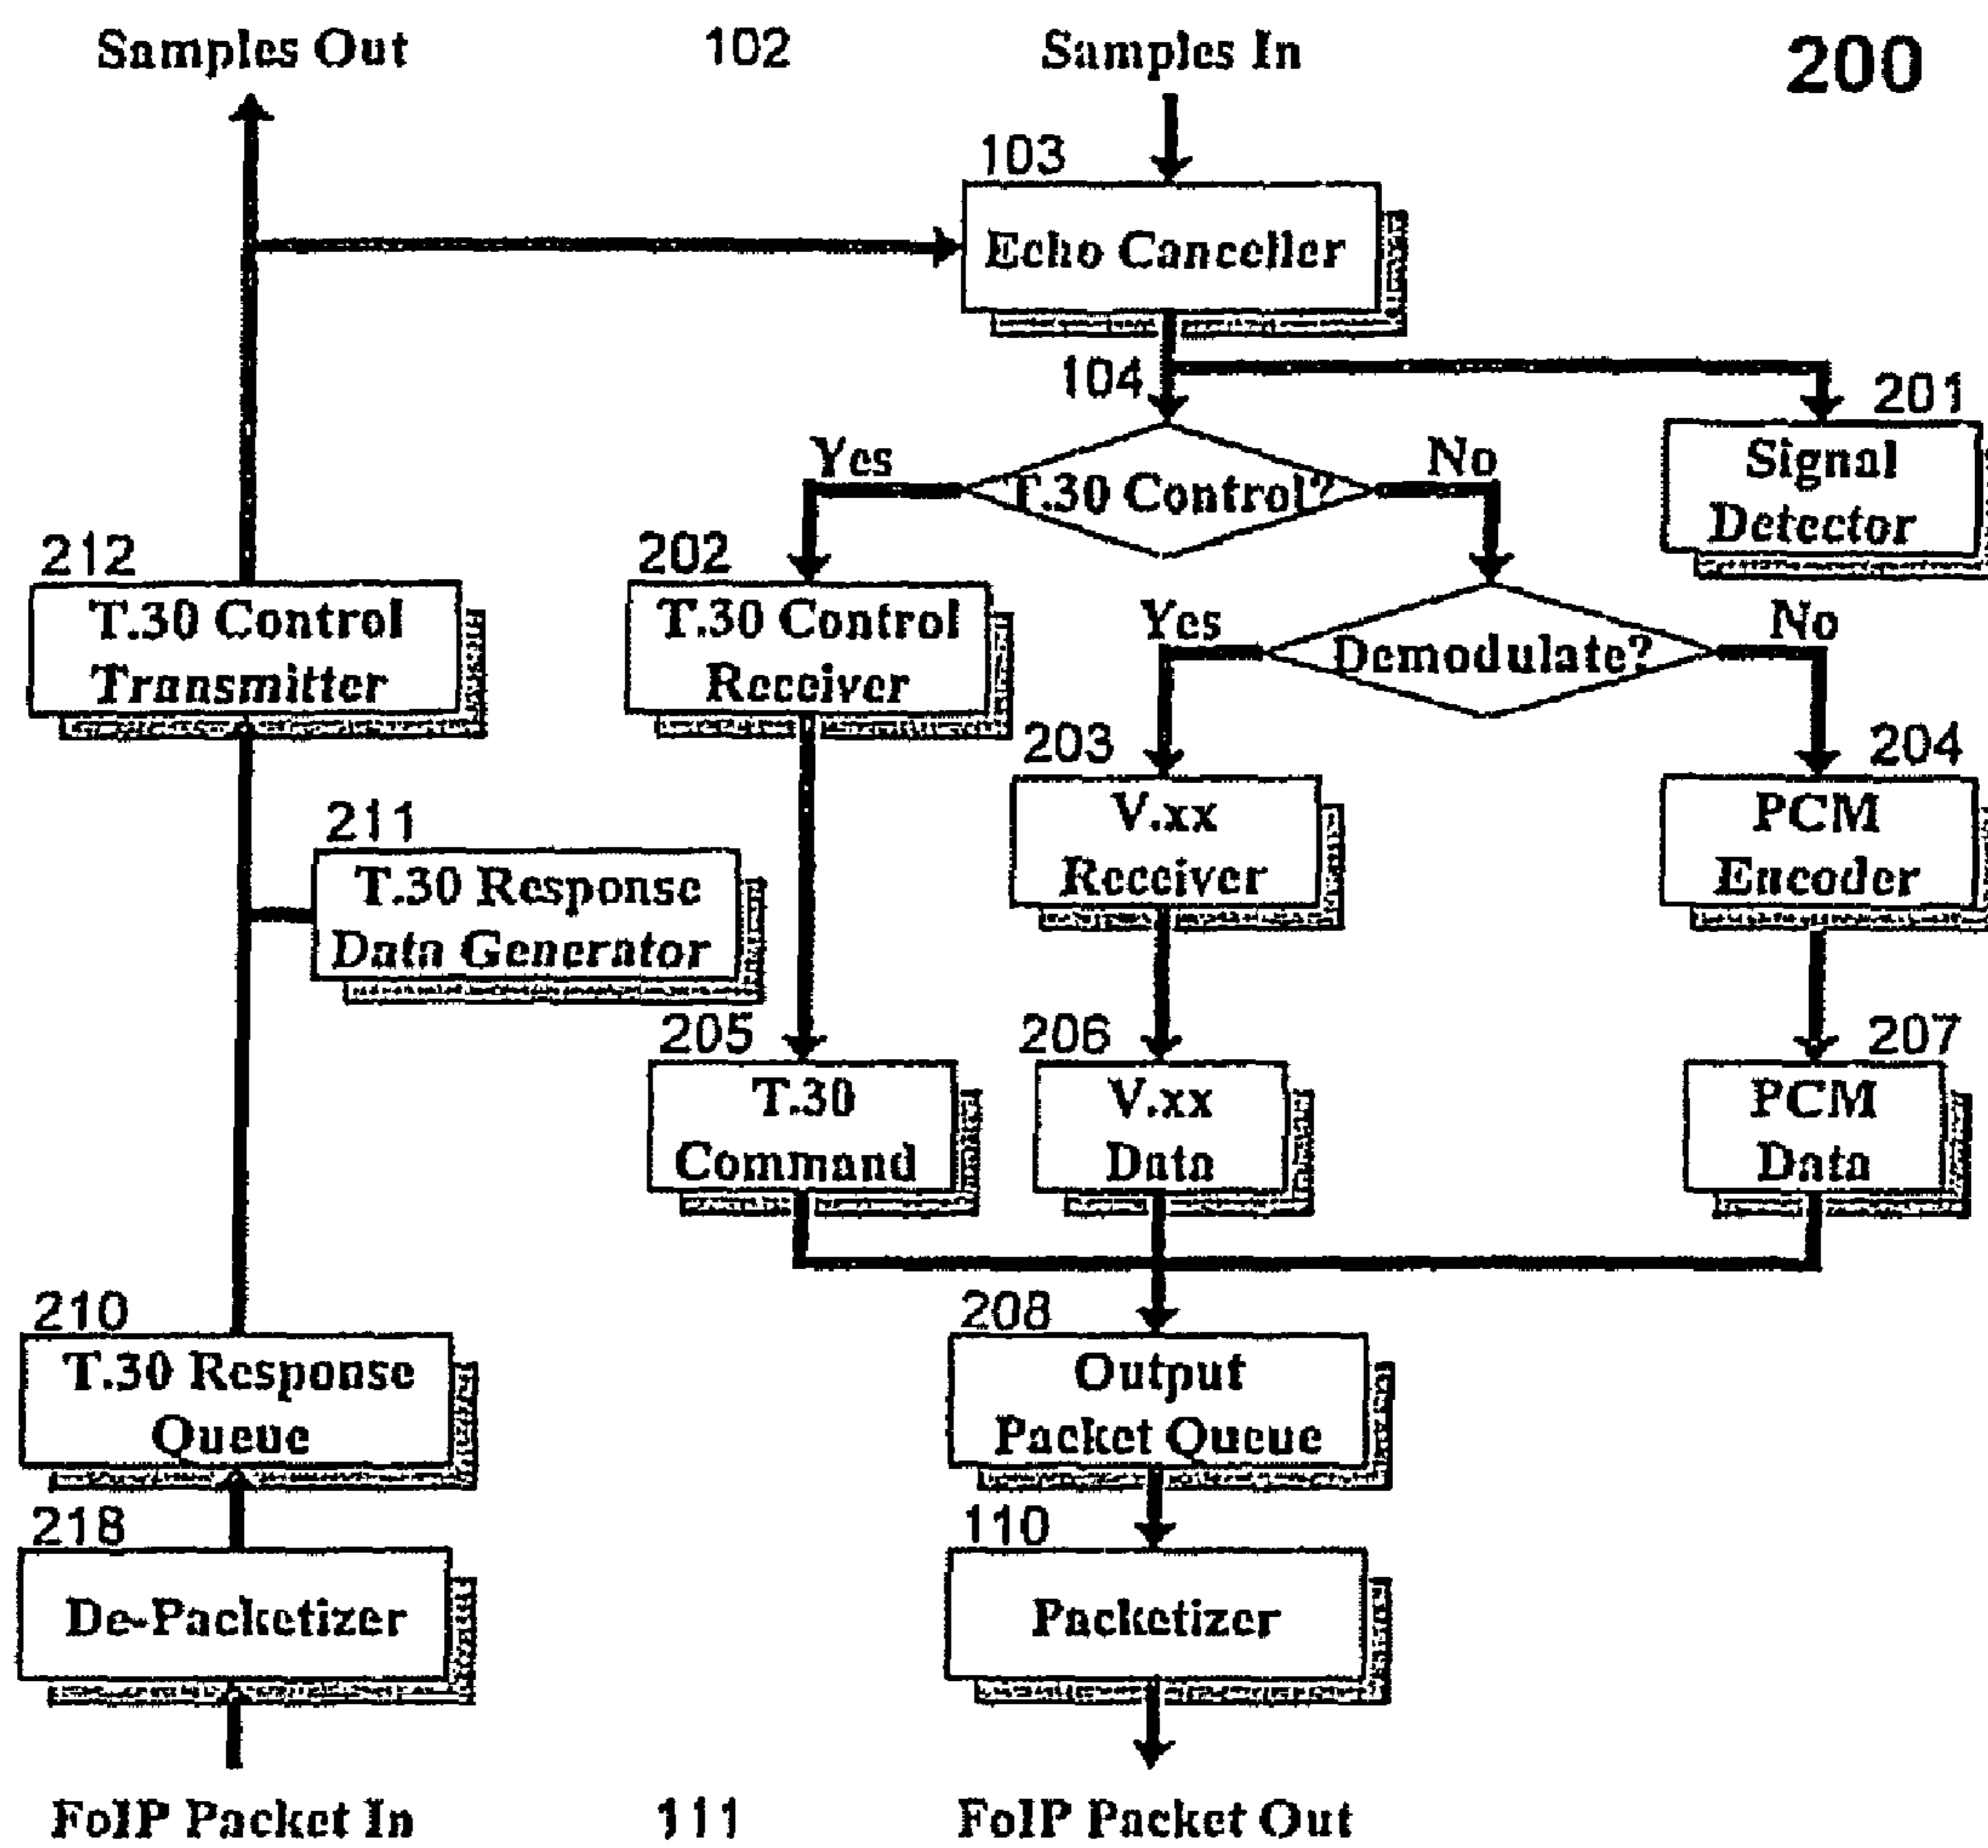 Samples Out 102 Samples In 200
103
Echo Canceller
104
201
Signal
Detector
Yes No
T.30 Control?
212
T.30 Control
Transmitter
202
T.30 Control
Receiver
Yes No
Demodulate?
203
V.xx
Receiver
204
PCM
Encoder
211
T.30 Response
Data Generator
205
T.30
Command
206
V.xx
Data
207
PCM
Data
210
T.30 Response
Queue
208
Output
Packet Queue
218
De-Packetizer
110
Packetizer
FoIP Packet In 111 FoIP Packet Out